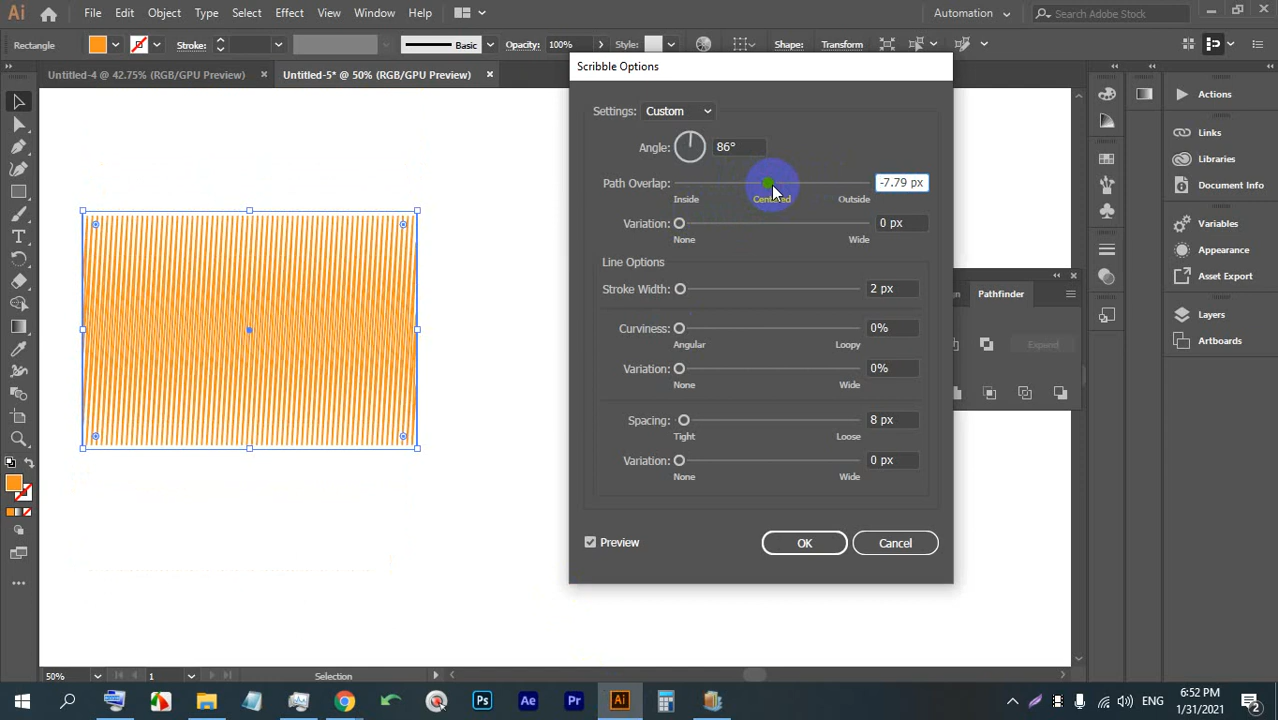 Ai File Edit Object Type Select Effect View Window Help Automation Search Adobe Stock
Rectangle Stroke: Basic Opacity: 100% Style: Shape: Transform
Untitled-4 @ 42.75% (RGB/GPU Preview) Untitled-5* @ 50% (RGB/GPU Preview)
Scribble Options
Settings: Custom
Angle: 86°
Path Overlap: -7.79 px
Inside Centered Outside
Variation: 0 px
None Wide
Line Options
Stroke Width: 2 px
Curviness: 0%
Angular Loopy
Variation: 0%
None Wide
Spacing: 8 px
Tight Loose
Variation: 0 px
None Wide
Preview OK Cancel
Pathfinder
Expand
Actions
Links
Libraries
Document Info
Variables
Appearance
Asset Export
Layers
Artboards
50% 1 Selection
Ps Ae Pr Ai ENG 6:52 PM
1/31/2021 2